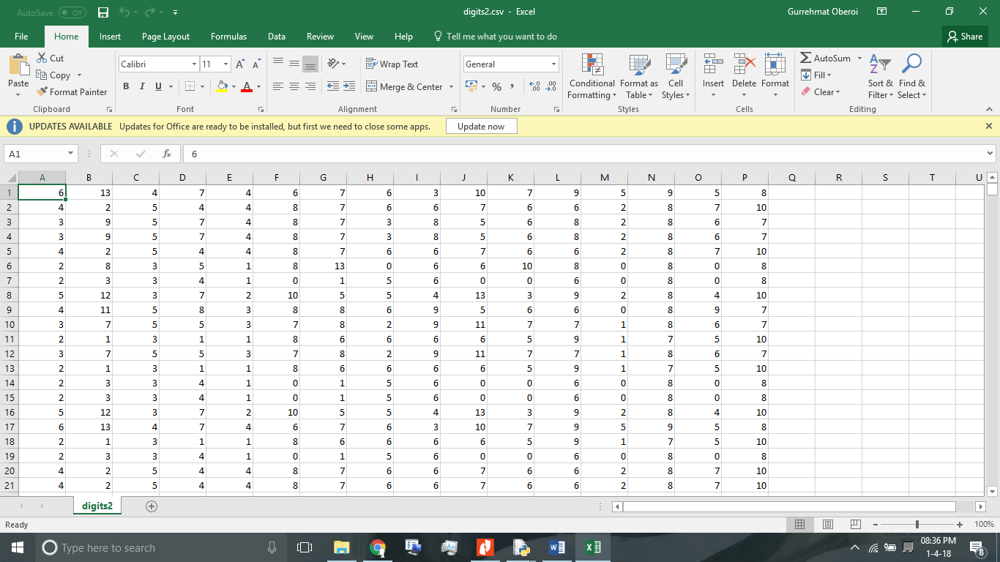 AutoSave Off digits2.csv - Excel Gurrehmat Oberoi
File Home Insert Page Layout Formulas Data Review View Help Tell me what you want to do Share
Paste Cut Copy Format Painter Clipboard
Calibri 11 A A B I U A Font
Wrap Text Merge & Center Alignment
General % , .00 .0 Number
Conditional Formatting Format as Table Cell Styles Styles
Insert Delete Format Cells
AutoSum Fill Clear Sort & Filter Find & Select Editing
UPDATES AVAILABLE Updates for Office are ready to be installed, but first we need to close some apps. Update now
A1 fx 6
A B C D E F G H I J K L M N O P Q R S T U
1 6 13 4 7 4 6 7 6 3 10 7 9 5 9 5 8
2 4 2 5 4 4 8 7 6 6 7 6 6 2 8 7 10
3 3 9 5 7 4 8 7 3 8 5 6 8 2 8 6 7
4 3 9 5 7 4 8 7 3 8 5 6 8 2 8 6 7
5 4 2 5 4 4 8 7 6 6 7 6 6 2 8 7 10
6 2 8 3 5 1 8 13 0 6 6 10 8 0 8 0 8
7 2 3 3 4 1 0 1 5 6 0 0 6 0 8 0 8
8 5 12 3 7 2 10 5 5 4 13 3 9 2 8 4 10
9 4 11 5 8 3 8 8 6 9 5 6 6 0 8 9 7
10 3 7 5 5 3 7 8 2 9 11 7 7 1 8 6 7
11 2 1 3 1 1 8 6 6 6 6 5 9 1 7 5 10
12 3 7 5 5 3 7 8 2 9 11 7 7 1 8 6 7
13 2 1 3 1 1 8 6 6 6 6 5 9 1 7 5 10
14 2 3 3 4 1 0 1 5 6 0 0 6 0 8 0 8
15 2 3 3 4 1 0 1 5 6 0 0 6 0 8 0 8
16 5 12 3 7 2 10 5 5 4 13 3 9 2 8 4 10
17 6 13 4 7 4 6 7 6 3 10 7 9 5 9 5 8
18 2 1 3 1 1 8 6 6 6 6 5 9 1 7 5 10
19 2 3 3 4 1 0 1 5 6 0 0 6 0 8 0 8
20 4 2 5 4 4 8 7 6 6 7 6 6 2 8 7 10
21 4 2 5 4 4 8 7 6 6 7 6 6 2 8 7 10
digits2
Ready 100%
Type here to search 08:36 PM
1-4-18 8